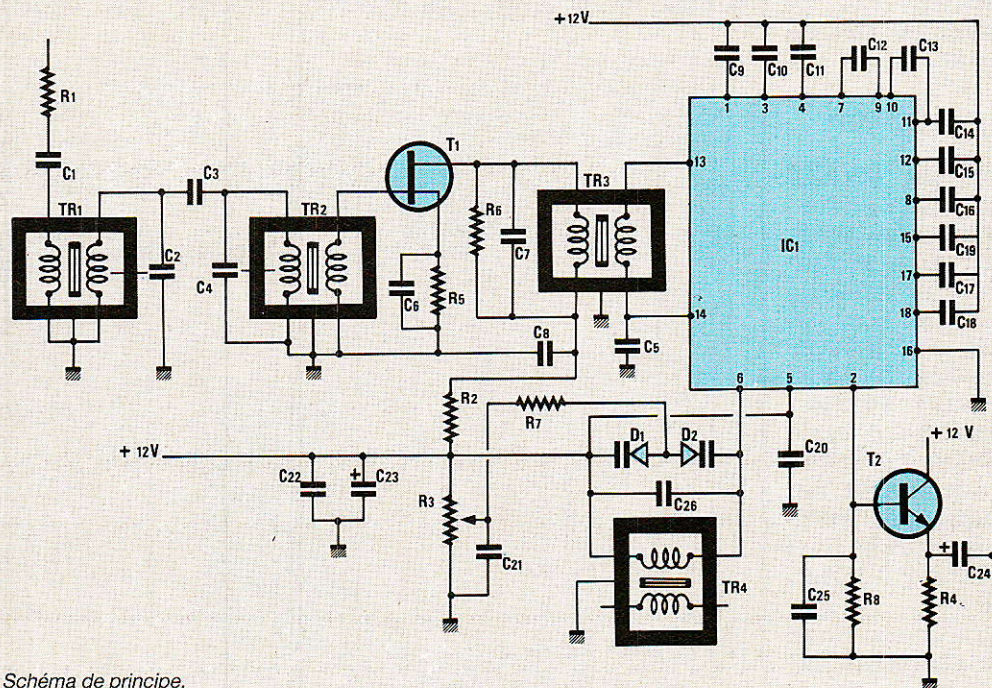 + 12V
C12
C13
C9
C10
C11
R1
1
3
4
7
9
10
T1
11
C14
C1
C3
13
12
C15
TR3
TR1
TR2
R6
8
C16
C2
C7
IC1
15
C19
C4
C6
R5
17
C17
14
18
C18
C8
C5
16
6
5
2
R2
R7
+ 12 V
+ 12V
D1
D2
C20
T2
C22
+
C23
R3
C26
+
C21
C24
TR4
C25
R8
R4
Schéma de principe.